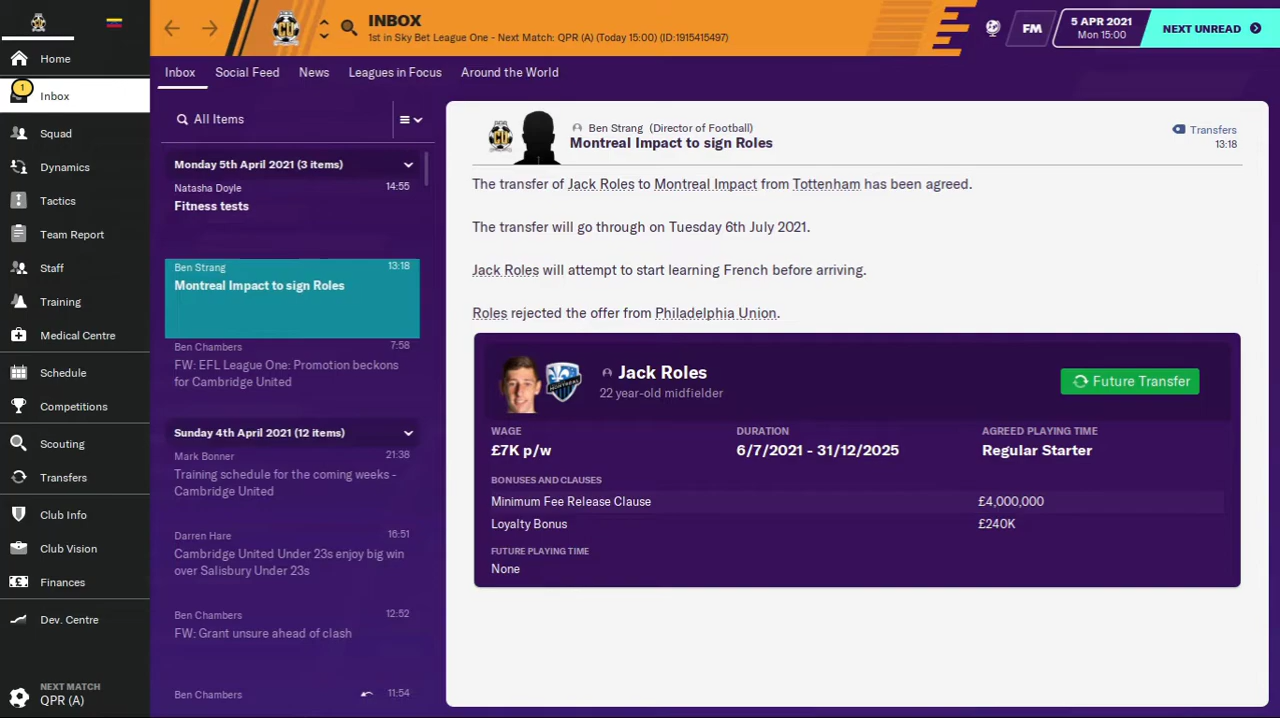 INBOX
1st in Sky Bet League One - Next Match: QPR (A) (Today 15:00) (ID:1915415497)
FM
5 APR 2021
Mon 15:00
NEXT UNREAD
Home
1
Inbox
Squad
Dynamics
Tactics
Team Report
Staff
Training
Medical Centre
Schedule
Competitions
Scouting
Transfers
Club Info
Club Vision
Finances
Dev. Centre
NEXT MATCH
QPR (A)
Inbox
Social Feed
News
Leagues in Focus
Around the World
All Items
Monday 5th April 2021 (3 items)
Natasha Doyle 14:55
Fitness tests
Ben Strang 13:18
Montreal Impact to sign Roles
Ben Chambers 7:58
FW: EFL League One: Promotion beckons
for Cambridge United
Sunday 4th April 2021 (12 items)
Mark Bonner 21:38
Training schedule for the coming weeks -
Cambridge United
Darren Hare 16:51
Cambridge United Under 23s enjoy big win
over Salisbury Under 23s
Ben Chambers 12:52
FW: Grant unsure ahead of clash
Ben Chambers 11:54
Ben Strang (Director of Football)
Montreal Impact to sign Roles
Transfers
13:18
The transfer of Jack Roles to Montreal Impact from Tottenham has been agreed.
The transfer will go through on Tuesday 6th July 2021.
Jack Roles will attempt to start learning French before arriving.
Roles rejected the offer from Philadelphia Union.
Jack Roles
22 year-old midfielder
Future Transfer
WAGE
£7K p/w
DURATION
6/7/2021 - 31/12/2025
AGREED PLAYING TIME
Regular Starter
BONUSES AND CLAUSES
Minimum Fee Release Clause £4,000,000
Loyalty Bonus £240K
FUTURE PLAYING TIME
None